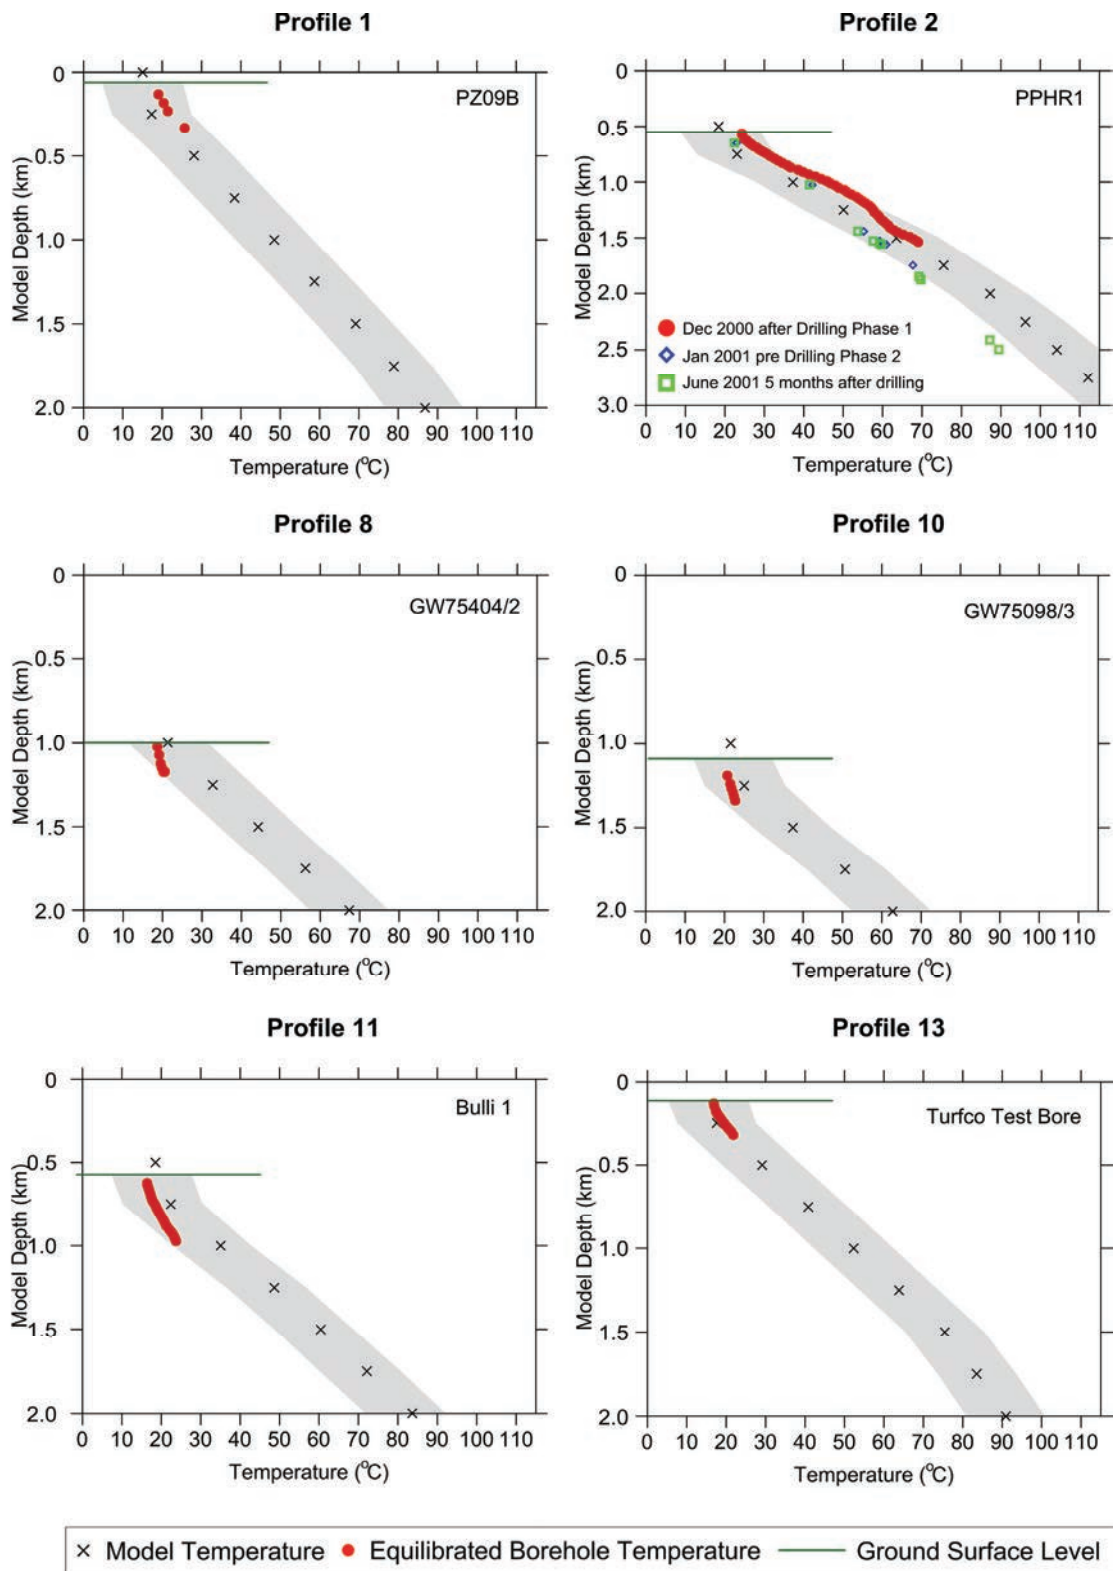 Profile 1
PZ09B
0
0.5
1.0
1.5
2.0
Model Depth (km)
0 10 20 30 40 50 60 70 80 90 100 110
Temperature (°C)
Profile 2
PPHR1
0
0.5
1.0
1.5
2.0
2.5
3.0
Model Depth (km)
Dec 2000 after Drilling Phase 1
Jan 2001 pre Drilling Phase 2
June 2001 5 months after drilling
0 10 20 30 40 50 60 70 80 90 100 110
Temperature (°C)
Profile 8
GW75404/2
0
0.5
1.0
1.5
2.0
Model Depth (km)
0 10 20 30 40 50 60 70 80 90 100 110
Temperature (°C)
Profile 10
GW75098/3
0
0.5
1.0
1.5
2.0
Model Depth (km)
0 10 20 30 40 50 60 70 80 90 100 110
Temperature (°C)
Profile 11
Bulli 1
0
0.5
1.0
1.5
2.0
Model Depth (km)
0 10 20 30 40 50 60 70 80 90 100 110
Temperature (°C)
Profile 13
Turfco Test Bore
0
0.5
1.0
1.5
2.0
Model Depth (km)
0 10 20 30 40 50 60 70 80 90 100 110
Temperature (°C)
Model Temperature Equilibrated Borehole Temperature Ground Surface Level